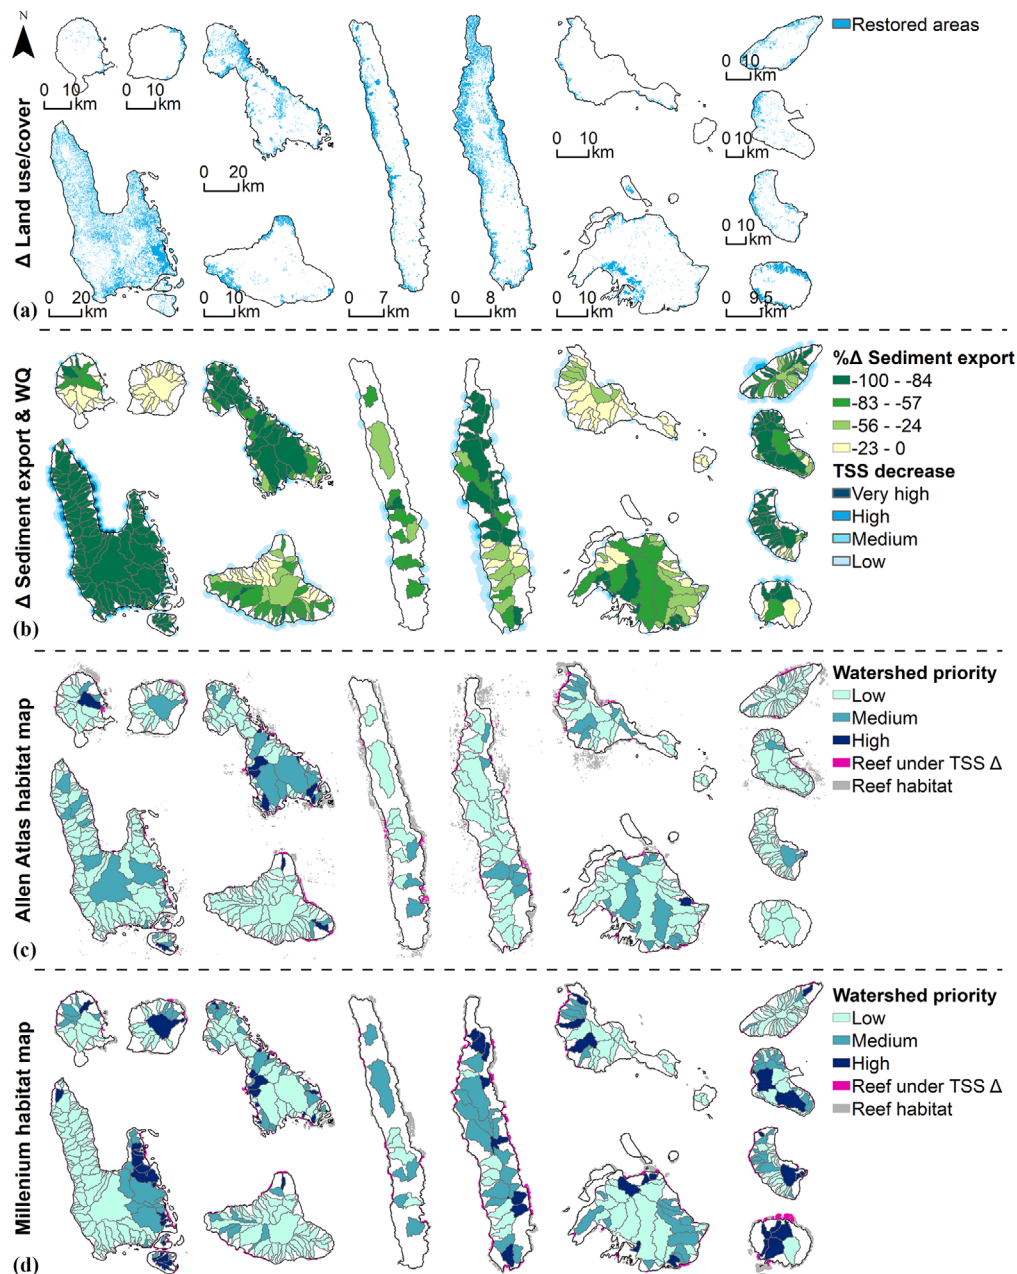 N
Δ Land use/cover
(a)
Restored areas
0 10
km
0 10
km
0 20
km
0 10
km
0 10
km
0 10
km
0 10
km
0 20
km
0 10
km
0 7
km
0 8
km
0 10
km
0 9.5
km
Δ Sediment export & WQ
(b)
%Δ Sediment export
-100 - -84
-83 - -57
-56 - -24
-23 - 0
TSS decrease
Very high
High
Medium
Low
Allen Atlas habitat map
(c)
Watershed priority
Low
Medium
High
Reef under TSS Δ
Reef habitat
Millenium habitat map
(d)
Watershed priority
Low
Medium
High
Reef under TSS Δ
Reef habitat